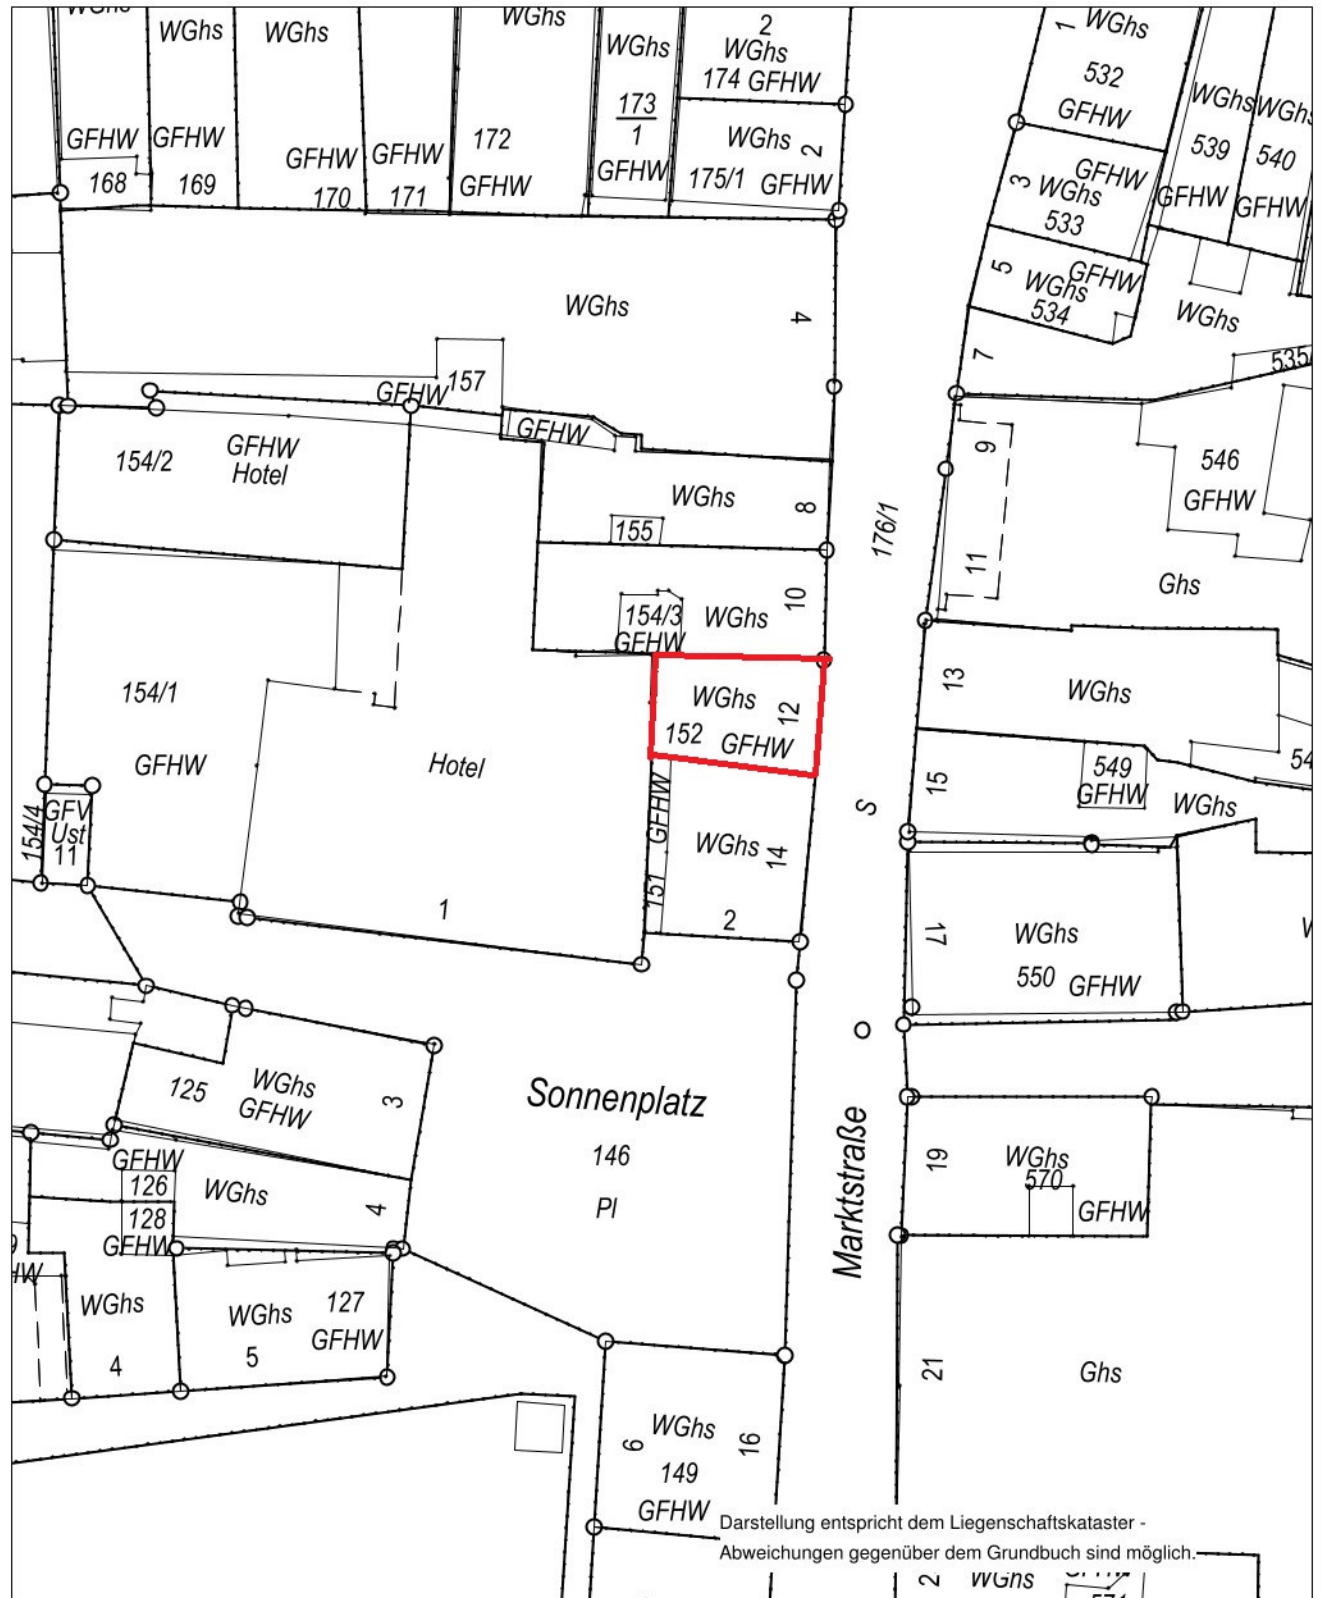 WGhs
WGhs
WGhs
WGhs
WGhs
2
WGhs
174 GFHW
173
1
GFHW
GFHW
168
GFHW
169
GFHW
170
GFHW
171
172
GFHW
WGhs
2
175/1 GFHW
1
WGhs
532
GFHW
WGhs
539
GFHW
WGhs
540
GFHW
3
GFHW
WGhs
533
5
GFHW
WGhs
534
WGhs
7
535/
WGhs
4
GFHW
157
GFHW
154/2
GFHW
Hotel
WGhs
8
155
9
11
546
GFHW
Ghs
176/1
154/3
GFHW
WGhs
10
WGhs
12
152 GFHW
13
WGhs
154/1
GFHW
Hotel
GFHW
151
WGhs
14
2
1
154/4
GFV
Ust
11
15
549
GFHW
WGhs
54
S
17
WGhs
550 GFHW
O
125
WGhs
GFHW
3
Sonnenplatz
146
Pl
Marktstraße
19
WGhs
570
GFHW
GFHW
126
WGhs
4
128
GFHW
WGhs
4
WGhs
5
127
GFHW
21
Ghs
WGhs
6
16
149
GFHW
Darstellung entspricht dem Liegenschaftskataster -
Abweichungen gegenüber dem Grundbuch sind möglich.
2
WGhs